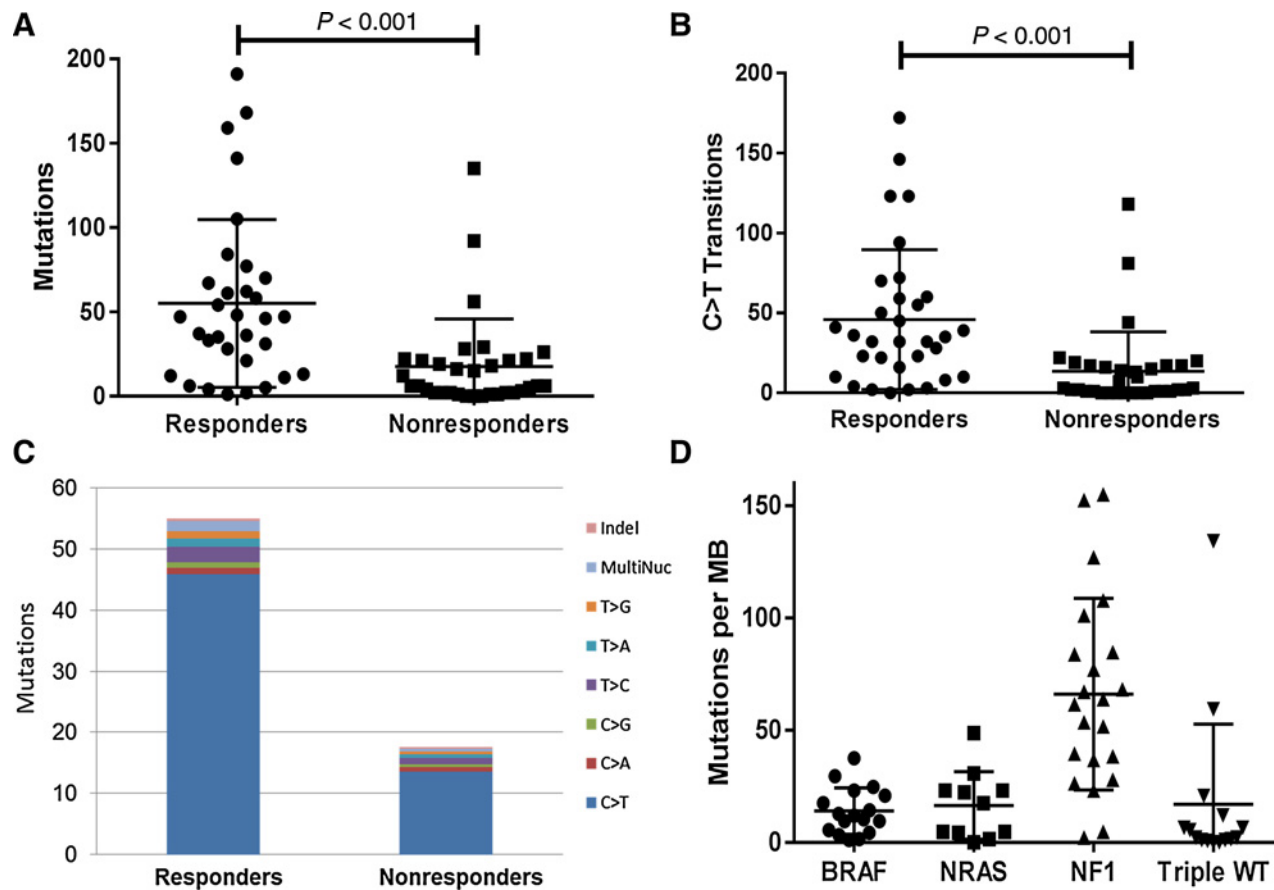 A
P < 0.001
Mutations
200
150
100
50
0
Responders
Nonresponders
B
P < 0.001
C>T Transitions
200
150
100
50
0
Responders
Nonresponders
C
Mutations
60
50
40
30
20
10
0
Responders
Nonresponders
Indel
MultiNuc
T>G
T>A
T>C
C>G
C>A
C>T
D
Mutations per MB
150
100
50
0
BRAF
NRAS
NF1
Triple WT